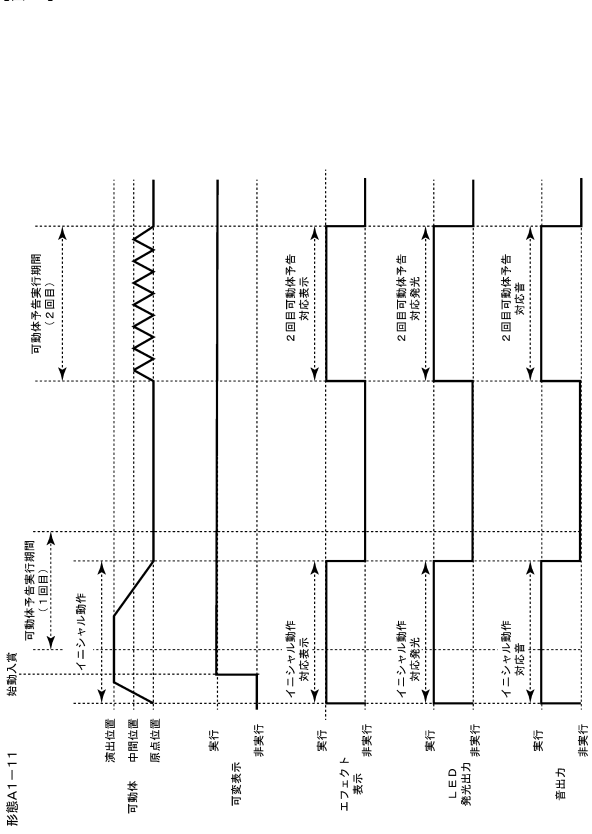 形態A1-11
始動入賞
可動体予告実行期間
(1回目)
可動体予告実行期間
(2回目)
イニシャル動作
可動体
演出位置
中間位置
原点位置
可変表示
実行
非実行
エフェクト
表示
実行
非実行
イニシャル動作
対応表示
2回目可動体予告
対応表示
LED
発光出力
実行
非実行
イニシャル動作
対応発光
2回目可動体予告
対応発光
音出力
実行
非実行
イニシャル動作
対応音
2回目可動体予告
対応音